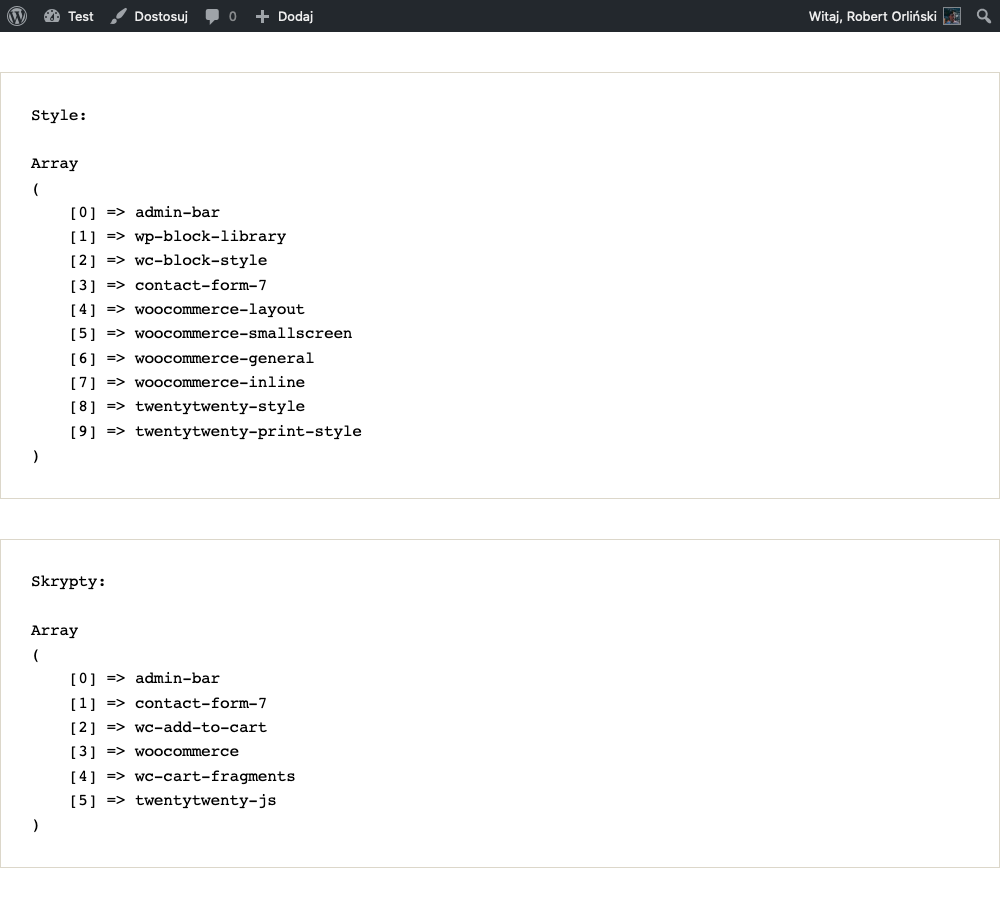 Test Dostosuj 0 Dodaj Witaj, Robert Orliński
Style:
Array
(
[0] => admin-bar
[1] => wp-block-library
[2] => wc-block-style
[3] => contact-form-7
[4] => woocommerce-layout
[5] => woocommerce-smallscreen
[6] => woocommerce-general
[7] => woocommerce-inline
[8] => twentytwenty-style
[9] => twentytwenty-print-style
)
Skrypty:
Array
(
[0] => admin-bar
[1] => contact-form-7
[2] => wc-add-to-cart
[3] => woocommerce
[4] => wc-cart-fragments
[5] => twentytwenty-js
)